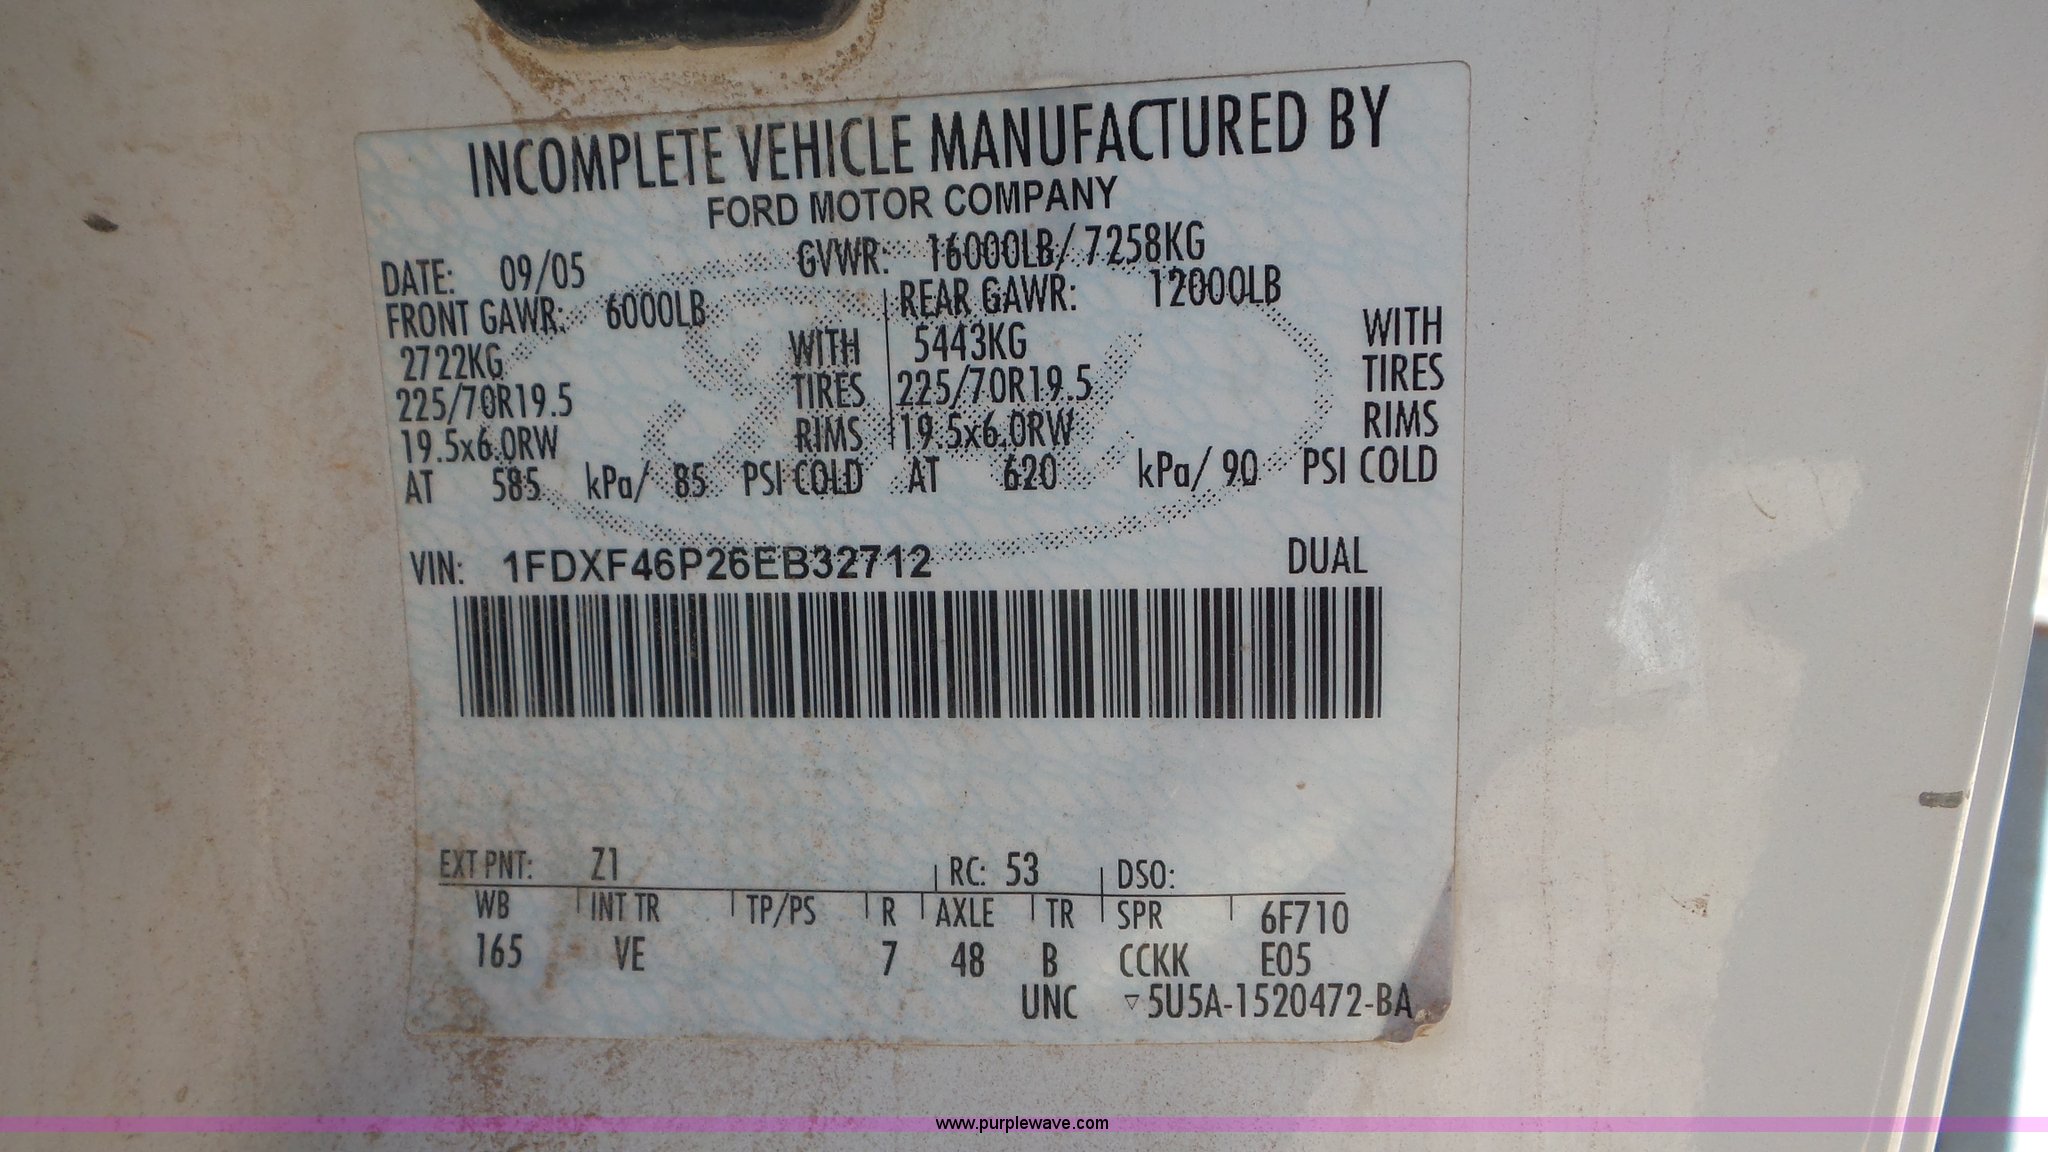 INCOMPLETE VEHICLE MANUFACTURED BY
FORD MOTOR COMPANY
DATE: 09/05 GVWR: 16000LB/ 7258KG
FRONT GAWR: 6000LB REAR GAWR: 12000LB
2722KG WITH 5443KG WITH
225/70R19.5 TIRES 225/70R19.5 TIRES
19.5x6.0RW RIMS 19.5x6.0RW RIMS
AT 585 kPa/ 85 PSI COLD AT 620 kPa/ 90 PSI COLD
VIN: 1FDXF46P26EB32712 DUAL
EXT PNT: Z1 RC: 53 DSO:
WB INT TR TP/PS R AXLE TR SPR 6F710
165 VE 7 48 B CCKK E05
UNC ▽5U5A-1520472-BA
www.purplewave.com